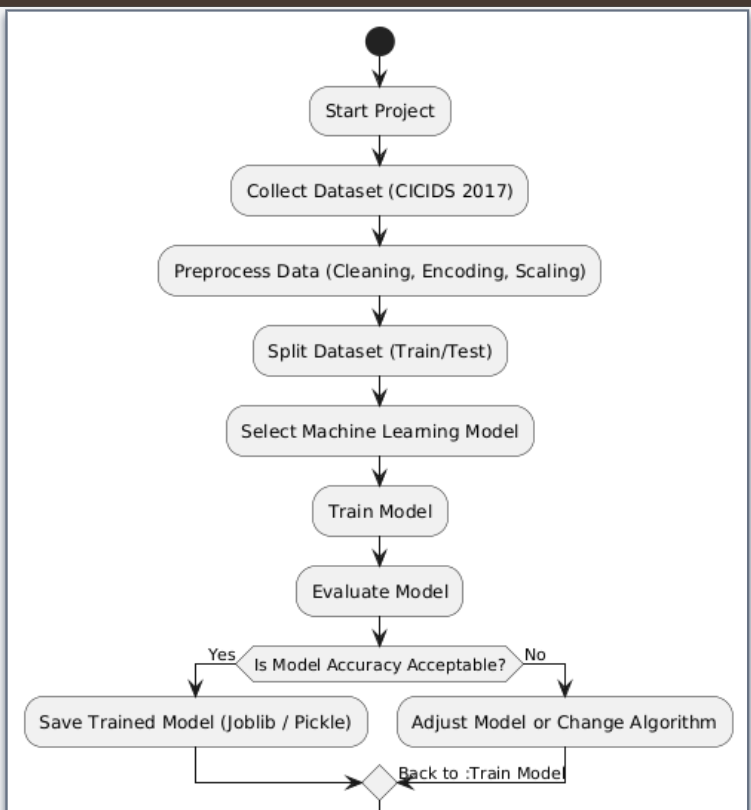 Start Project
Collect Dataset (CICIDS 2017)
Preprocess Data (Cleaning, Encoding, Scaling)
Split Dataset (Train/Test)
Select Machine Learning Model
Train Model
Evaluate Model
Yes
Is Model Accuracy Acceptable?
No
Save Trained Model (Joblib / Pickle)
Adjust Model or Change Algorithm
Back to :Train Model